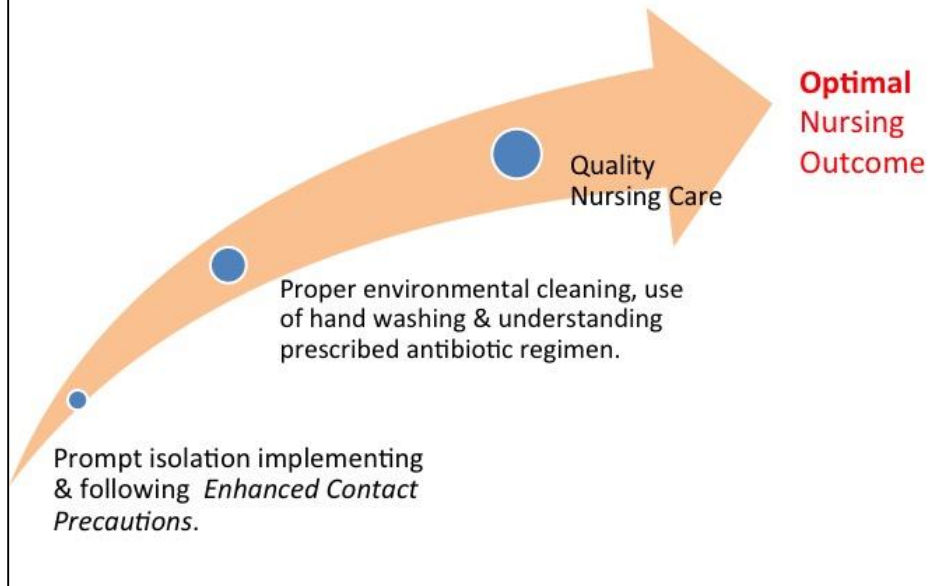 Optimal
Nursing
Outcome
Quality
Nursing Care
Proper environmental cleaning, use
of hand washing & understanding
prescribed antibiotic regimen.
Prompt isolation implementing
& following Enhanced Contact
Precautions.